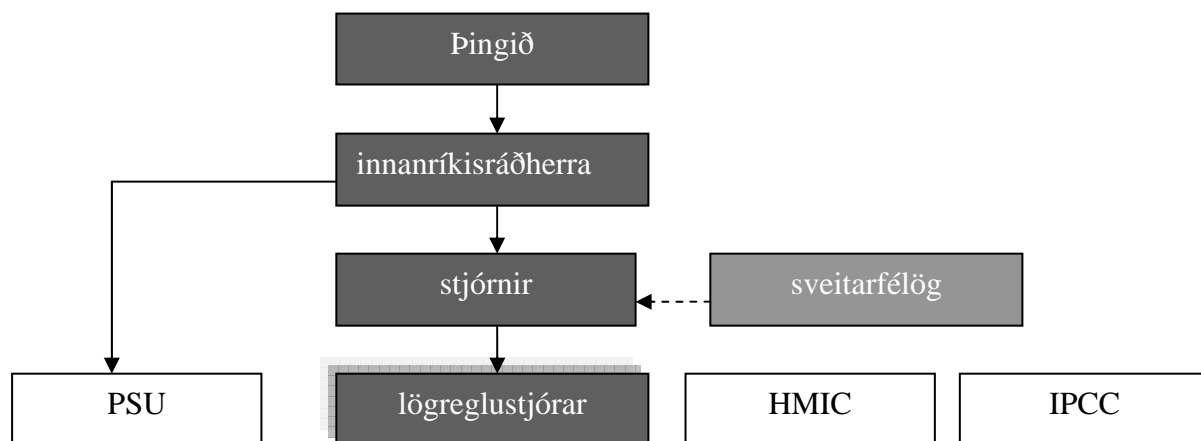 Þingið
innanríkisráðherra
stjórnir
sveitarfélög
PSU
lögreglustjórar
HMIC
IPCC